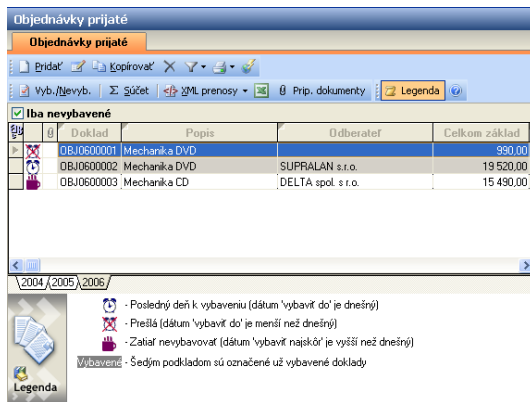 Objednávky prijaté
Objednávky prijaté
Pridať Kopírovať
Vyb./Nevyb. Σ Súčet XML prenosy Prip. dokumenty Legenda
Iba nevybavené
Doklad Popis Odberateľ Celkom základ
OBJ0600001 Mechanika DVD 990,00
OBJ0600002 Mechanika DVD SUPRALAN s.r.o. 19 520,00
OBJ0600003 Mechanika CD DELTA spol. s r.o. 15 490,00
2004 2005 2006
- Posledný deň k vybaveniu (dátum 'vybaviť do' je dnešný)
- Prešlá (dátum 'vybaviť do' je menší než dnešný)
- Zatiaľ nevybavovať (dátum 'vybaviť najskôr' je vyšší než dnešný)
Vybavené - Šedým podkladom sú označené už vybavené doklady
Legenda